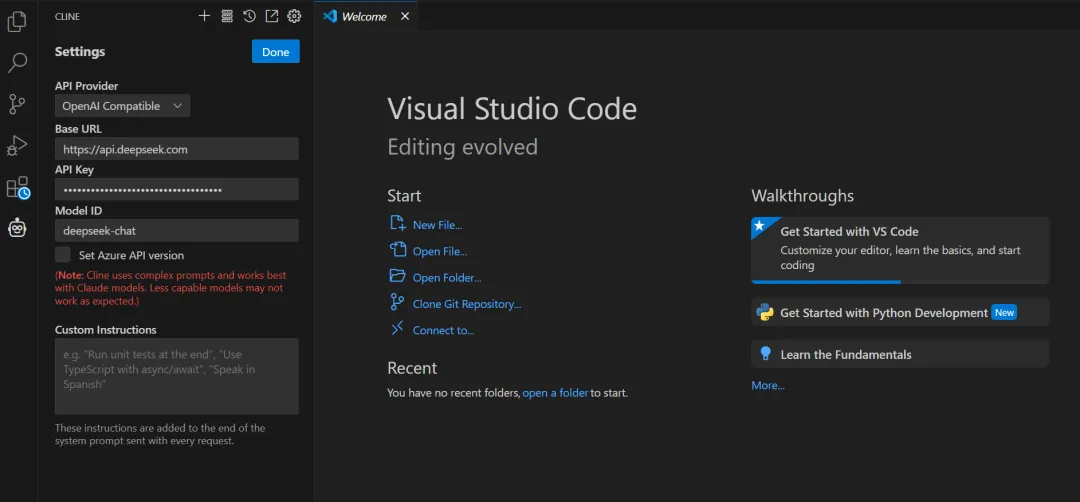 CLINE
Settings
Done
API Provider
OpenAI Compatible
Base URL
https://api.deepseek.com
API Key
••••••••••••••••••••••••••••••••••••
Model ID
deepseek-chat
Set Azure API version
(Note: Cline uses complex prompts and works best
with Claude models. Less capable models may not
work as expected.)
Custom Instructions
e.g. "Run unit tests at the end", "Use
TypeScript with async/await", "Speak in
Spanish"
These instructions are added to the end of the
system prompt sent with every request.
Welcome
Visual Studio Code
Editing evolved
Start
New File...
Open File...
Open Folder...
Clone Git Repository...
Connect to...
Recent
You have no recent folders, open a folder to start.
Walkthroughs
Get Started with VS Code
Customize your editor, learn the basics, and start
coding
Get Started with Python Development New
Learn the Fundamentals
More...